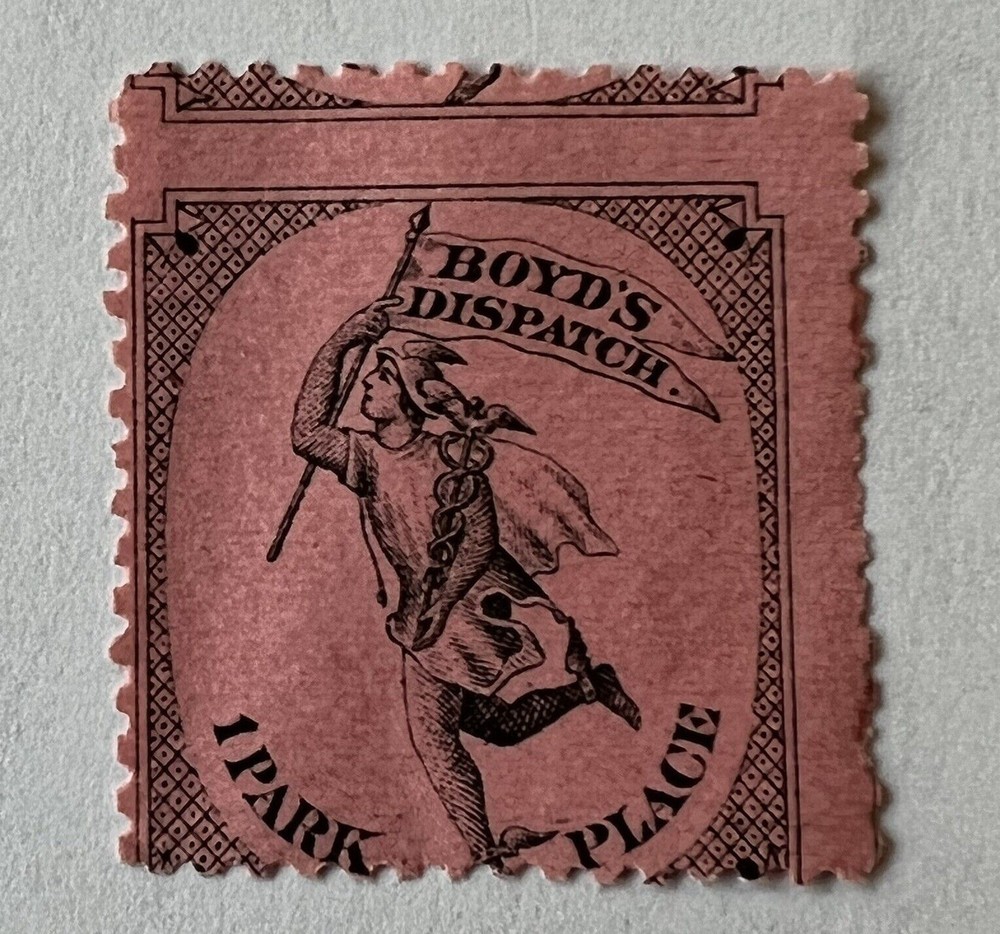 BOYD'S
DISPATCH.
1 PARK PLACE